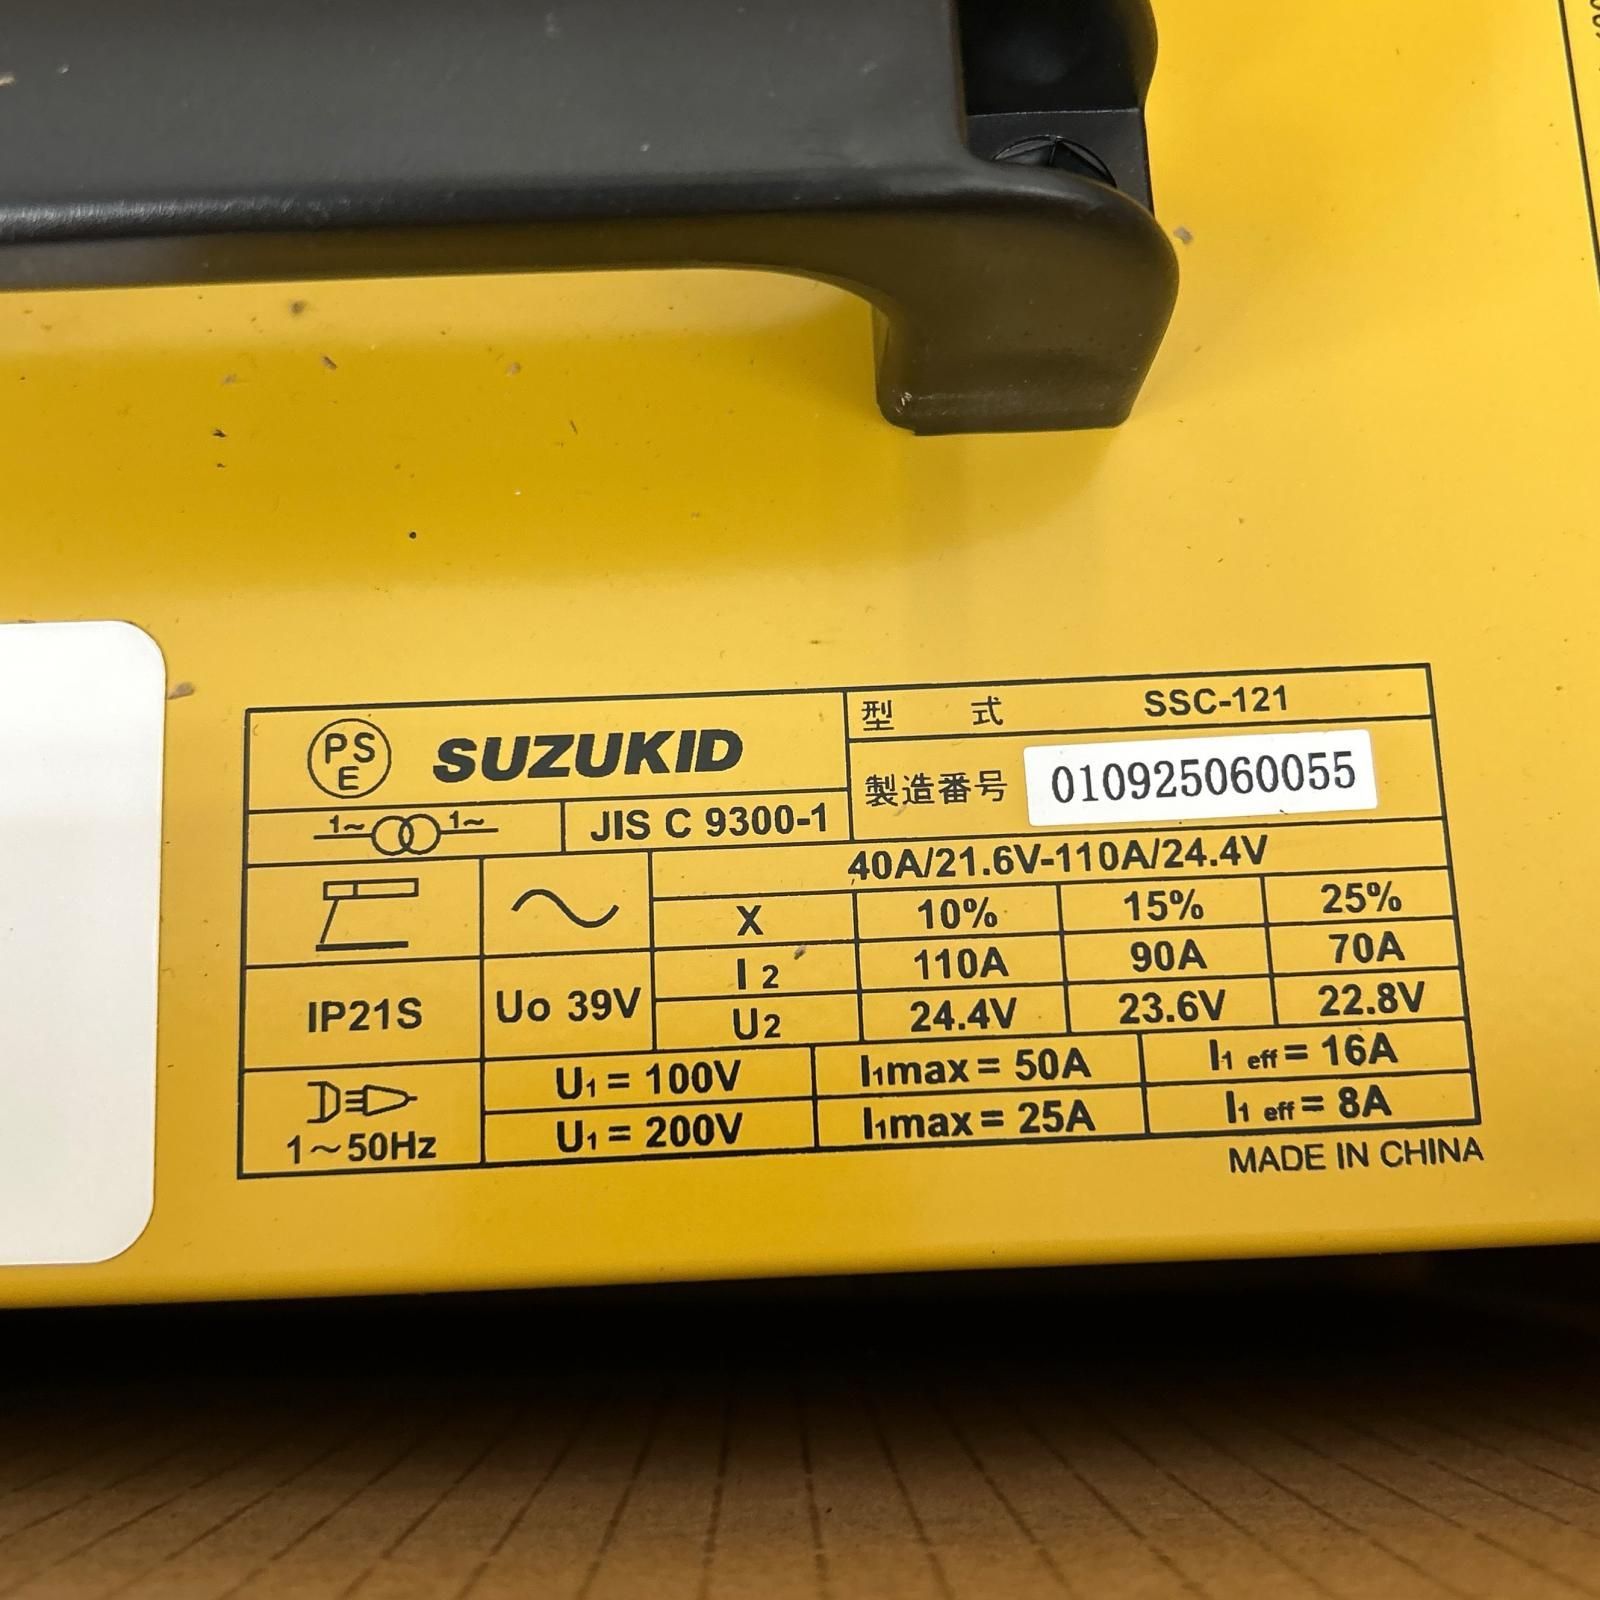 PS
E
SUZUKID
型 式 SSC-121
製造番号 010925060055
1~ 1~
JIS C 9300-1
40A/21.6V-110A/24.4V
X 10% 15% 25%
I2 110A 90A 70A
IP21S
Uo 39V
U2 24.4V 23.6V 22.8V
1～50Hz
U1 = 100V I1max = 50A I1 eff = 16A
U1 = 200V I1max = 25A I1 eff = 8A
MADE IN CHINA